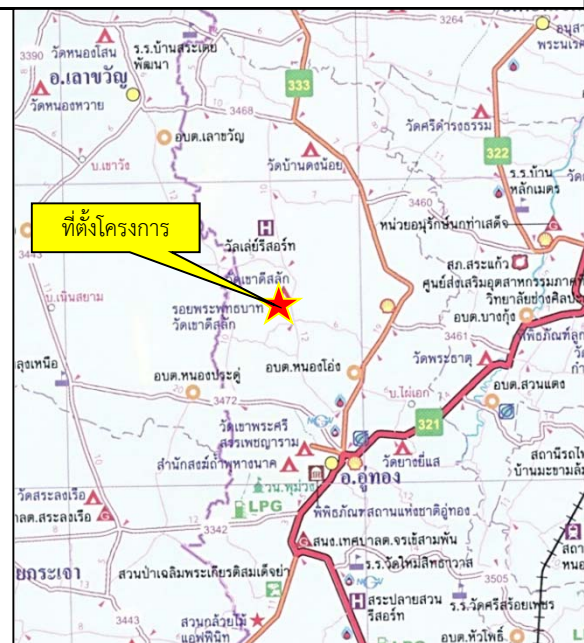 3264
3390
วัดหนองโสน
ร.ร.บ้านสระเตย
พัฒนา
อ.เลาขวัญ
วัดหนองหวาย
333
3468
อบต.เลาขวัญ
วัดศรีดำรงธรรม
322
วัดบ้านดงน้อย
บ.เขาวัง
ร.ร.บ้าน
หลักเมตร
3460
ที่ตั้งโครงการ
วัลเล่ย์รีสอร์ท
หน่วยอนุรักษ์นกท่าเสด็จ
สภ.สระแก้ว
3443
วัดเขาดีสลัก
ศูนย์ส่งเสริมอุตสาหกรรมภาคที่
วิทยาลัยช่างศิลป
บ.เนินสยาม
รอยพระพุทธบาท
วัดเขาดีสลัก
อบต.บางกุ้ง
3461
วัดพระธาตุ
อบต.หนองประดู่
อบต.หนองโอ่ง
3472
บ.ไผ่เอก
อบต.สวนแตง
NGV
321
วัดเขาพระศรี
สรรเพชญาราม
สำนักสงฆ์ถ้ำหางนาค
วัดยางยี่แส
สถานีรถไฟ
บ้านมะขามล้ม
อ.อู่ทอง
วน.พุม่วง
LPG
พิพิธภัณฑ์สถานแห่งชาติอู่ทอง
วัดสระลงเรือ
3342
สนง.เทศบาลต.จรเข้สามพัน
ร.ร.วัดใหม่สิทธาวาส
สวนป่าเฉลิมพระเกียรติสมเด็จย่า
3505
สระปลายสวน
รีสอร์ท
ร.ร.วัดศรีสร้อยเพชร
3443
สวนกล้วยไม้
แอฟฟินิท
NGV
อบต.หัวโพธิ์